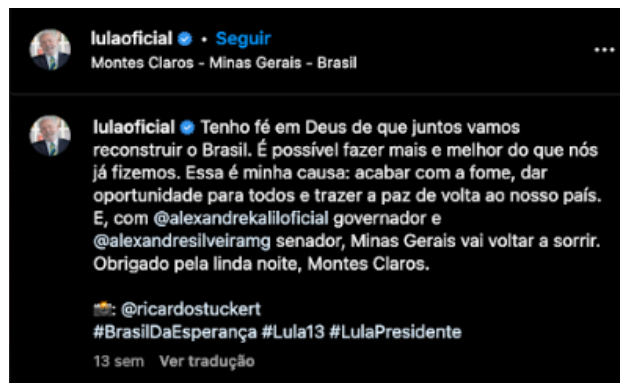 lulaoficial • Seguir
Montes Claros - Minas Gerais - Brasil
...
lulaoficial Tenho fé em Deus de que juntos vamos
reconstruir o Brasil. É possível fazer mais e melhor do que nós
já fizemos. Essa é minha causa: acabar com a fome, dar
oportunidade para todos e trazer a paz de volta ao nosso país.
E, com @alexandrekaliloficial governador e
@alexandresilveiramg senador, Minas Gerais vai voltar a sorrir.
Obrigado pela linda noite, Montes Claros.
📸: @ricardostuckert
#BrasilDaEsperança #Lula13 #LulaPresidente
13 sem Ver tradução